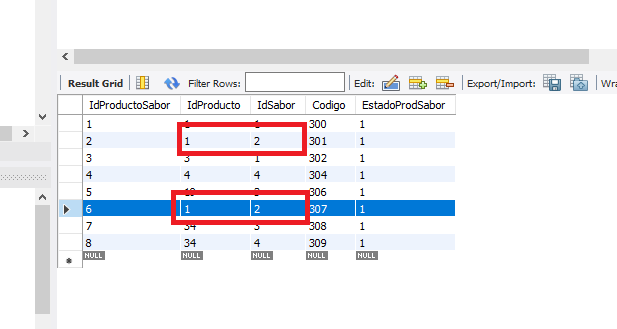 Result Grid Filter Rows: Edit: Export/Import: Wra
IdProductoSabor IdProducto IdSabor Codigo EstadoProdSabor
1 1 1 300 1
2 1 2 301 1
3 3 1 302 1
4 4 4 304 1
5 306 1
6 1 2 307 1
7 34 3 308 1
8 34 4 309 1
NULL NULL NULL NULL NULL